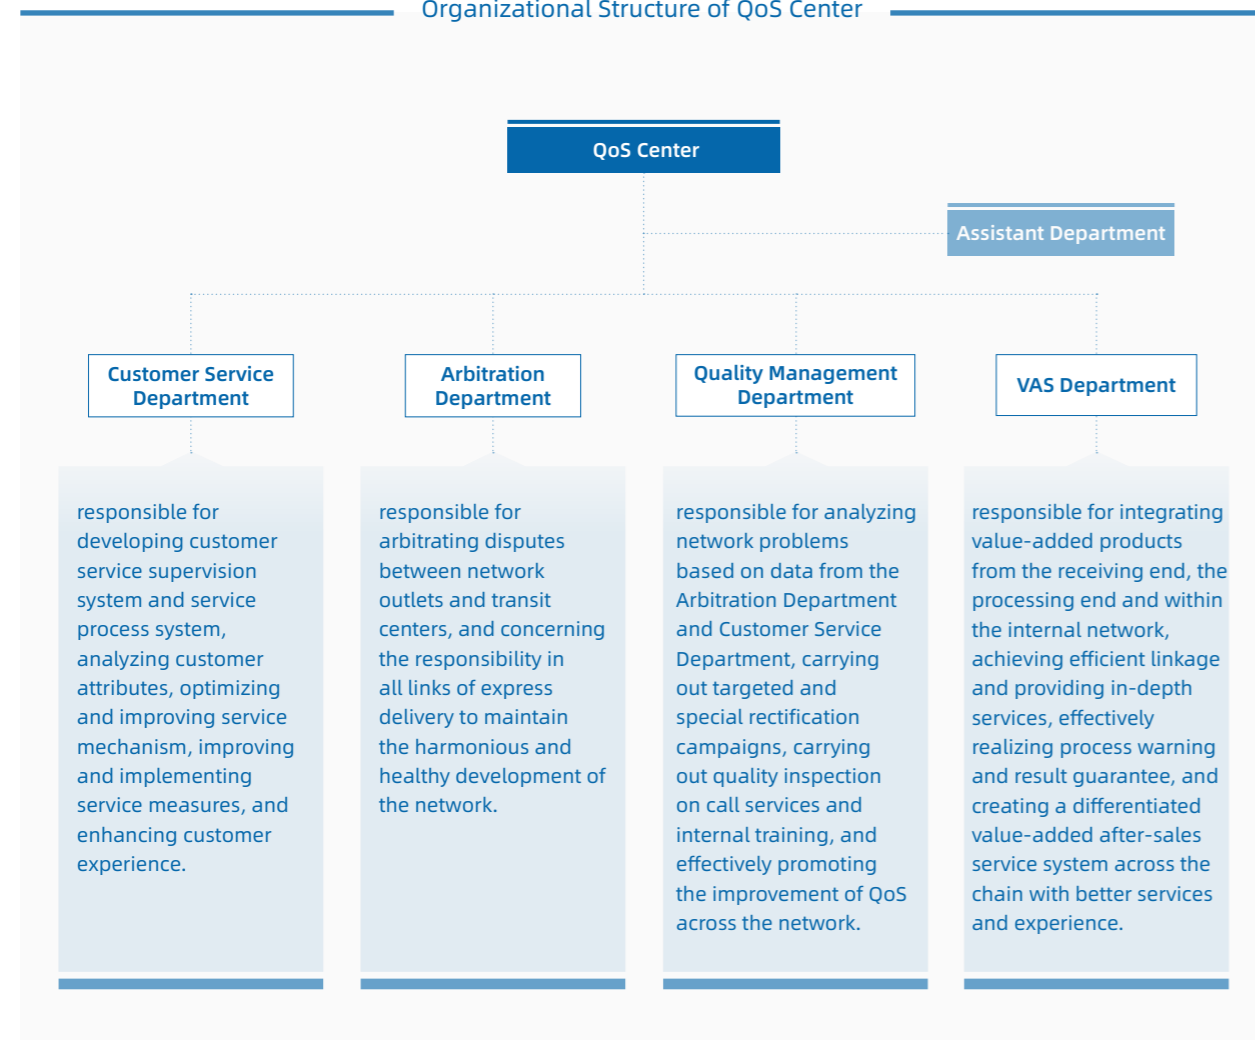 Organizational Structure of QoS Center
QoS Center
Assistant Department
Customer Service
Department
responsible for
developing customer
service supervision
system and service
process system,
analyzing customer
attributes, optimizing
and improving service
mechanism, improving
and implementing
service measures, and
enhancing customer
experience.
Arbitration
Department
responsible for
arbitrating disputes
between network
outlets and transit
centers, and concerning
the responsibility in
all links of express
delivery to maintain
the harmonious and
healthy development of
the network.
Quality Management
Department
responsible for analyzing
network problems
based on data from the
Arbitration Department
and Customer Service
Department, carrying
out targeted and
special rectification
campaigns, carrying
out quality inspection
on call services and
internal training, and
effectively promoting
the improvement of QoS
across the network.
VAS Department
responsible for integrating
value-added products
from the receiving end, the
processing end and within
the internal network,
achieving efficient linkage
and providing in-depth
services, effectively
realizing process warning
and result guarantee, and
creating a differentiated
value-added after-sales
service system across the
chain with better services
and experience.